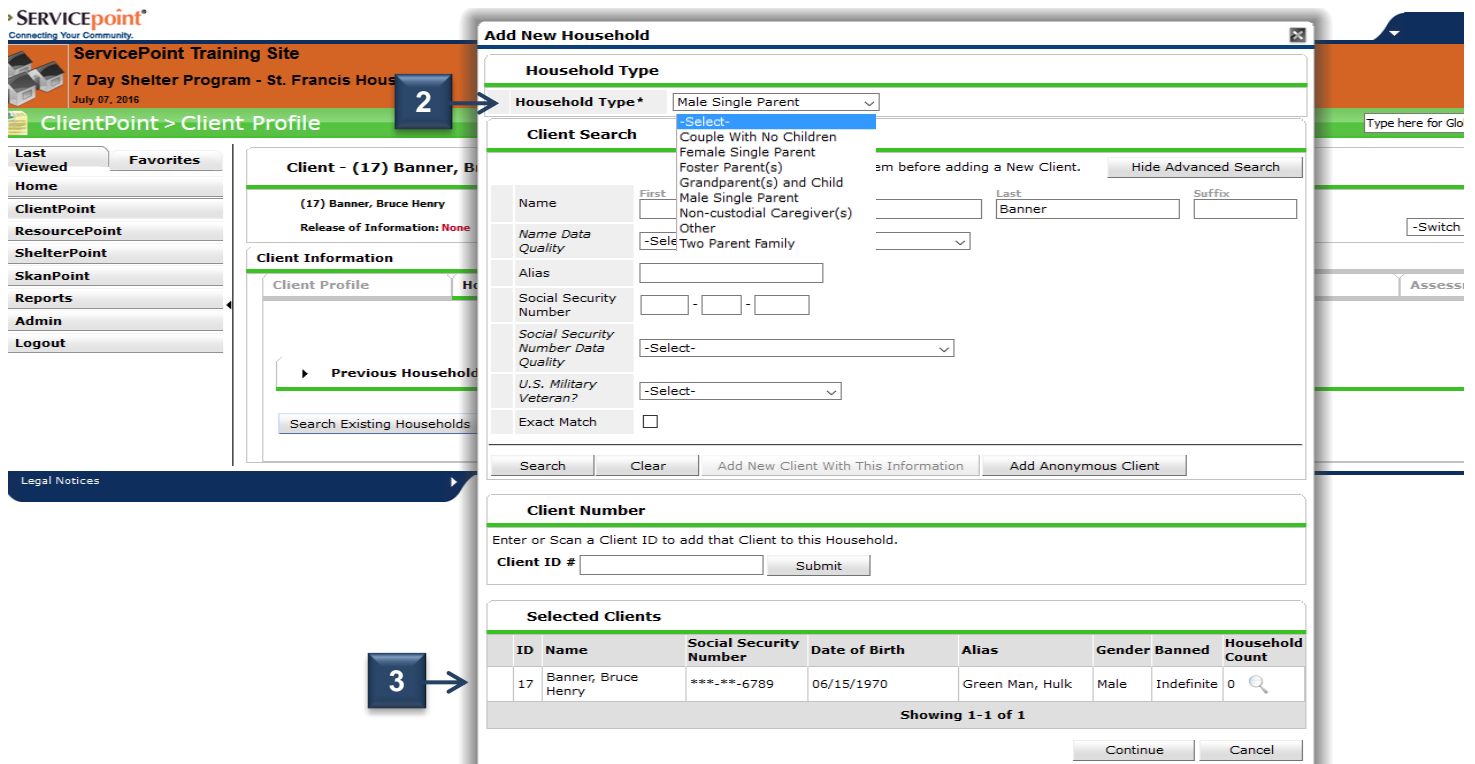 SERVICEpoint®
Connecting Your Community.
ServicePoint Training Site
7 Day Shelter Program - St. Francis Hous
July 07, 2016
ClientPoint > Client Profile
Type here for Glo
Last Viewed
Favorites
Home
ClientPoint
ResourcePoint
ShelterPoint
SkanPoint
Reports
Admin
Logout
Legal Notices
Client - (17) Banner, B
(17) Banner, Bruce Henry
Release of Information: None
-Switch
Client Information
Client Profile
Ho
Assess
Previous Household
Search Existing Households
2
3
Add New Household
Household Type
Household Type*
Male Single Parent
-Select-
Couple With No Children
Female Single Parent
Foster Parent(s)
Grandparent(s) and Child
Male Single Parent
Non-custodial Caregiver(s)
Other
Two Parent Family
Client Search
em before adding a New Client.
Hide Advanced Search
Name
First
Last
Suffix
Banner
Name Data
Quality
-Sele
Alias
Social Security
Number
- -
Social Security
Number Data
Quality
-Select-
U.S. Military
Veteran?
-Select-
Exact Match
Search
Clear
Add New Client With This Information
Add Anonymous Client
Client Number
Enter or Scan a Client ID to add that Client to this Household.
Client ID #
Submit
Selected Clients
ID Name Social Security Number Date of Birth Alias Gender Banned Household Count
17 Banner, Bruce Henry ***-**-6789 06/15/1970 Green Man, Hulk Male Indefinite 0
Showing 1-1 of 1
Continue
Cancel